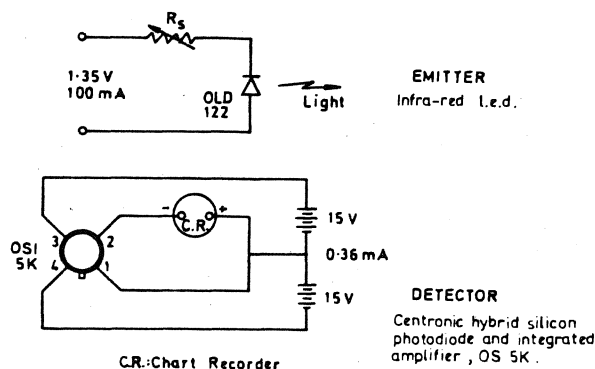 Rs
1·35V
100 mA
OLD
122
Light
EMITTER
Infra-red l.e.d.
OSI
5K
3
2
4
1
-
C.R.
+
15 V
0·36 mA
15 V
DETECTOR
Centronic hybrid silicon
photodiode and integrated
amplifier , OS 5K .
C.R.:Chart Recorder